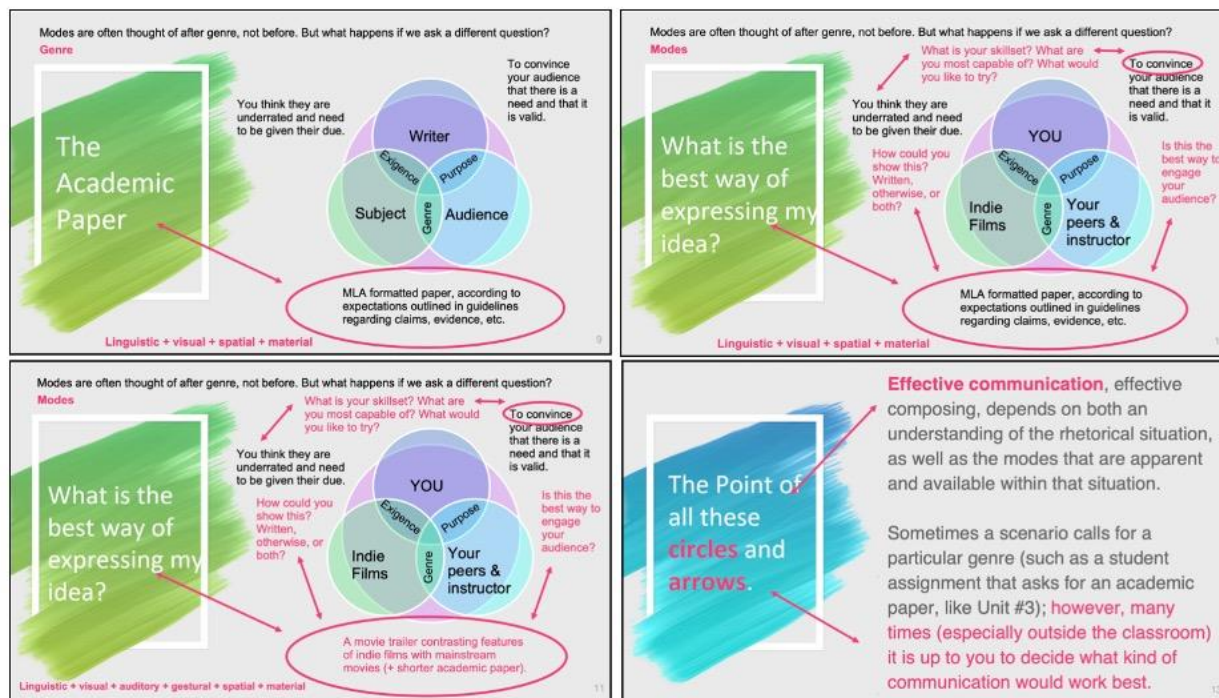 Modes are often thought of after genre, not before. But what happens if we ask a different question?
Genre
The
Academic
Paper
You think they are
underrated and need
to be given their due.
To convince
your audience
that there is a
need and that it
is valid.
Writer
Exigence
Purpose
Subject
Genre
Audience
MLA formatted paper, according to
expectations outlined in guidelines
regarding claims, evidence, etc.
Linguistic + visual + spatial + material
9
Modes are often thought of after genre, not before. But what happens if we ask a different question?
Modes
What is your skillset? What are
you most capable of? What would
you like to try?
To convince
your audience
that there is a
need and that it
is valid.
You think they are
underrated and need
to be given their due.
What is the
best way of
expressing my
idea?
How could you
show this?
Written,
otherwise, or
both?
YOU
Exigence
Purpose
Indie
Films
Genre
Your
peers &
instructor
Is this the
best way to
engage
your
audience?
MLA formatted paper, according to
expectations outlined in guidelines
regarding claims, evidence, etc.
Linguistic + visual + spatial + material
Modes are often thought of after genre, not before. But what happens if we ask a different question?
Modes
What is your skillset? What are
you most capable of? What would
you like to try?
To convince
your audience
that there is a
need and that it
is valid.
You think they are
underrated and need
to be given their due.
What is the
best way of
expressing my
idea?
How could you
show this?
Written,
otherwise, or
both?
YOU
Exigence
Purpose
Indie
Films
Genre
Your
peers &
instructor
Is this the
best way to
engage
your
audience?
A movie trailer contrasting features
of indie films with mainstream
movies (+ shorter academic paper).
Linguistic + visual + auditory + gestural + spatial + material
11
The Point of
all these
circles and
arrows.
Effective communication, effective
composing, depends on both an
understanding of the rhetorical situation,
as well as the modes that are apparent
and available within that situation.
Sometimes a scenario calls for a
particular genre (such as a student
assignment that asks for an academic
paper, like Unit #3); however, many
times (especially outside the classroom)
it is up to you to decide what kind of
communication would work best.